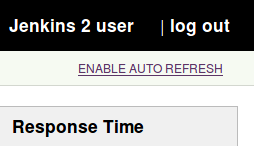 Jenkins 2 user | log out
ENABLE AUTO REFRESH
Response Time